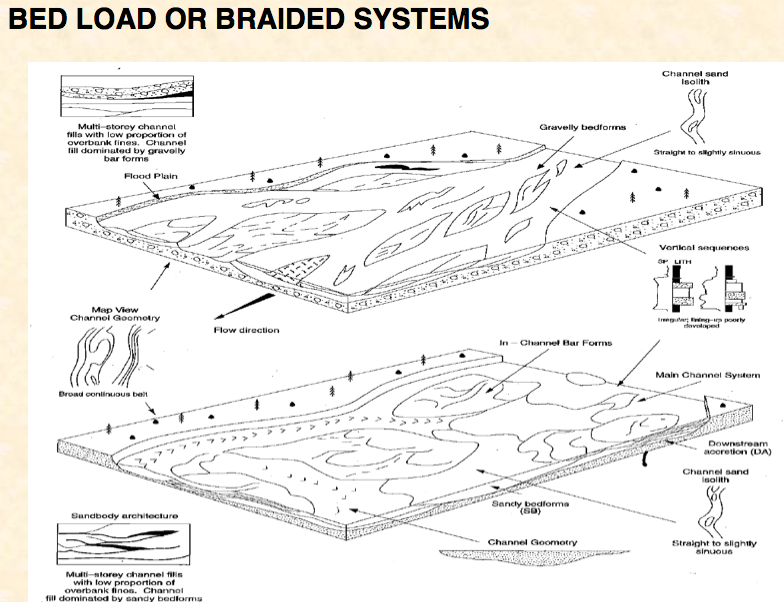 BED LOAD OR BRAIDED SYSTEMS
Channel sand
Isolith
Straight to slightly sinuous
Gravelly bedforms
Multi-storey channel
fills with low proportion of
overbank fines. Channel
fill dominated by gravelly
bar forms
Flood Plain
Vertical sequences
SP LITH
Irregular; fining-up poorly
developed
Map View
Channel Geometry
Broad continuous belt
Flow direction
In - Channel Bar Forms
Main Channel System
Downstream
accretion (DA)
Channel sand
isolith
Straight to slightly
sinuous
Sandy bedforms
(SB)
Channel Geometry
Sandbody architecture
Multi-storey channel fills
with low proportion of
overbank fines. Channel
fill dominated by sandy bedforms